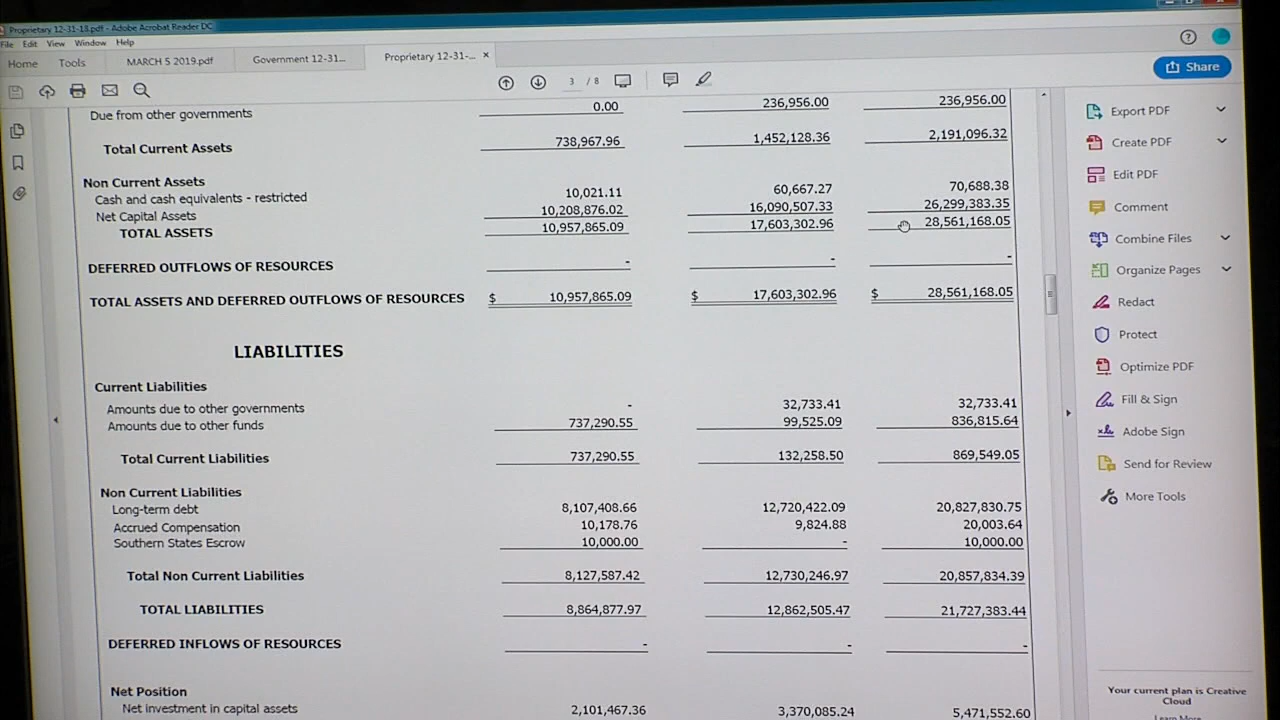 Proprietary 12-31-18.pdf - Adobe Acrobat Reader DC
File Edit View Window Help
Home Tools MARCH 5 2019.pdf Government 12-31... Proprietary 12-31-... ×
3 / 8
Share
Due from other governments 0.00 236,956.00 236,956.00
Total Current Assets 738,967.96 1,452,128.36 2,191,096.32
Non Current Assets
Cash and cash equivalents - restricted 10,021.11 60,667.27 70,688.38
Net Capital Assets 10,208,876.02 16,090,507.33 26,299,383.35
TOTAL ASSETS 10,957,865.09 17,603,302.96 28,561,168.05
DEFERRED OUTFLOWS OF RESOURCES - - -
TOTAL ASSETS AND DEFERRED OUTFLOWS OF RESOURCES $ 10,957,865.09 $ 17,603,302.96 $ 28,561,168.05
LIABILITIES
Current Liabilities
Amounts due to other governments - 32,733.41 32,733.41
Amounts due to other funds 737,290.55 99,525.09 836,815.64
Total Current Liabilities 737,290.55 132,258.50 869,549.05
Non Current Liabilities
Long-term debt 8,107,408.66 12,720,422.09 20,827,830.75
Accrued Compensation 10,178.76 9,824.88 20,003.64
Southern States Escrow 10,000.00 - 10,000.00
Total Non Current Liabilities 8,127,587.42 12,730,246.97 20,857,834.39
TOTAL LIABILITIES 8,864,877.97 12,862,505.47 21,727,383.44
DEFERRED INFLOWS OF RESOURCES - - -
Net Position
Net investment in capital assets 2,101,467.36 3,370,085.24 5,471,552.60
Export PDF
Create PDF
Edit PDF
Comment
Combine Files
Organize Pages
Redact
Protect
Optimize PDF
Fill & Sign
Adobe Sign
Send for Review
More Tools
Your current plan is Creative
Cloud
Learn More